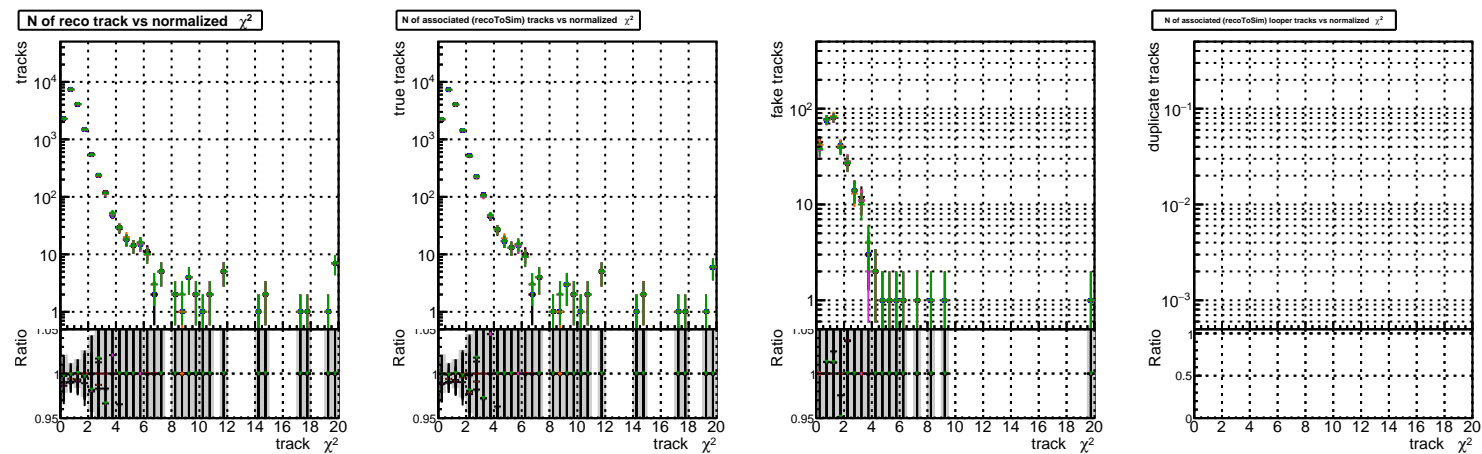 N of reco track vs normalized χ²
tracks
10⁴
10³
10²
10
1
Ratio
1.05
1
0.95
0 2 4 6 8 10 12 14 16 18 20
track χ²
N of associated (recoToSim) tracks vs normalized χ²
true tracks
10⁴
10³
10²
10
1
Ratio
1.05
1
0.95
0 2 4 6 8 10 12 14 16 18 20
track χ²
fake tracks
10²
10
1
Ratio
1.05
1
0.95
0 2 4 6 8 10 12 14 16 18 20
track χ²
N of associated (recoToSim) looper tracks vs normalized χ²
duplicate tracks
10⁻¹
10⁻²
10⁻³
Ratio
1
0.5
0
0 2 4 6 8 10 12 14 16 18 20
track χ²